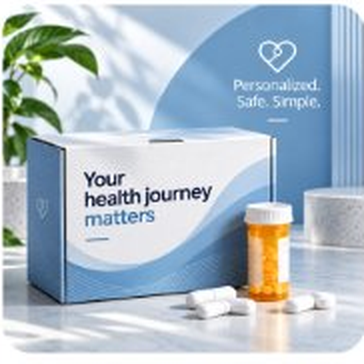 Personalized.
Safe. Simple.
Your
health journey
matters